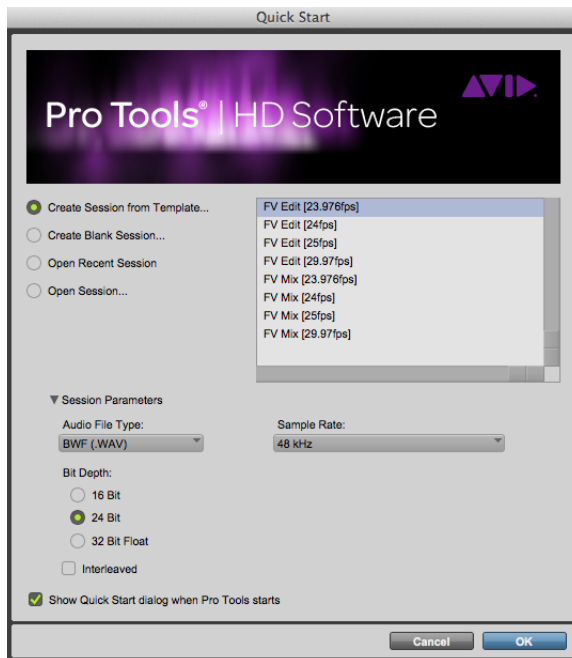 Quick Start
AVID.
Pro Tools® | HD Software
Create Session from Template...
Create Blank Session...
Open Recent Session
Open Session...
FV Edit [23.976fps]
FV Edit [24fps]
FV Edit [25fps]
FV Edit [29.97fps]
FV Mix [23.976fps]
FV Mix [24fps]
FV Mix [25fps]
FV Mix [29.97fps]
Session Parameters
Audio File Type:
BWF (.WAV)
Sample Rate:
48 kHz
Bit Depth:
16 Bit
24 Bit
32 Bit Float
Interleaved
Show Quick Start dialog when Pro Tools starts
Cancel
OK